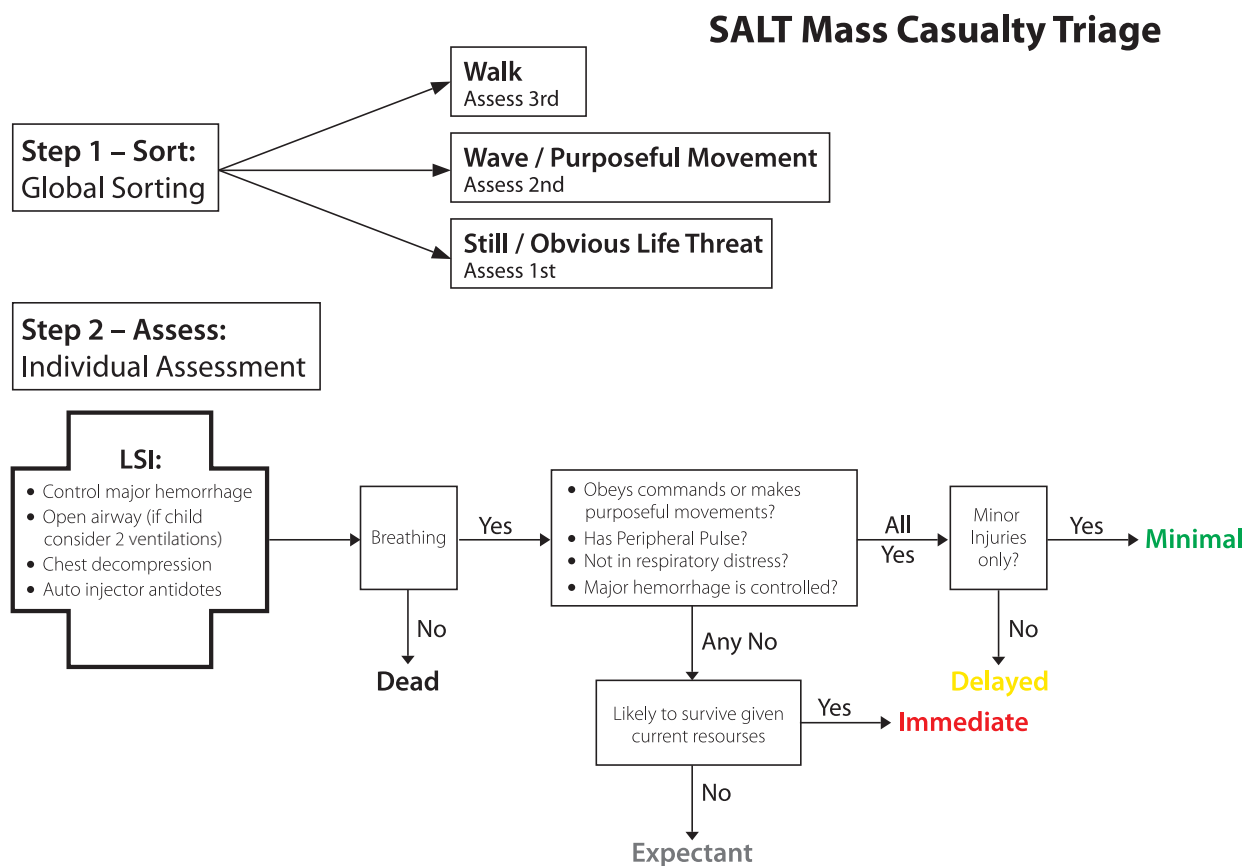 SALT Mass Casualty Triage
Step 1 – Sort:
Global Sorting
Walk
Assess 3rd
Wave / Purposeful Movement
Assess 2nd
Still / Obvious Life Threat
Assess 1st
Step 2 – Assess:
Individual Assessment
LSI:
• Control major hemorrhage
• Open airway (if child
consider 2 ventilations)
• Chest decompression
• Auto injector antidotes
Breathing
Yes
No
Dead
• Obeys commands or makes
purposeful movements?
• Has Peripheral Pulse?
• Not in respiratory distress?
• Major hemorrhage is controlled?
All
Yes
Minor
Injuries
only?
Yes
Minimal
No
Delayed
Any No
Likely to survive given
current resourses
Yes
Immediate
No
Expectant